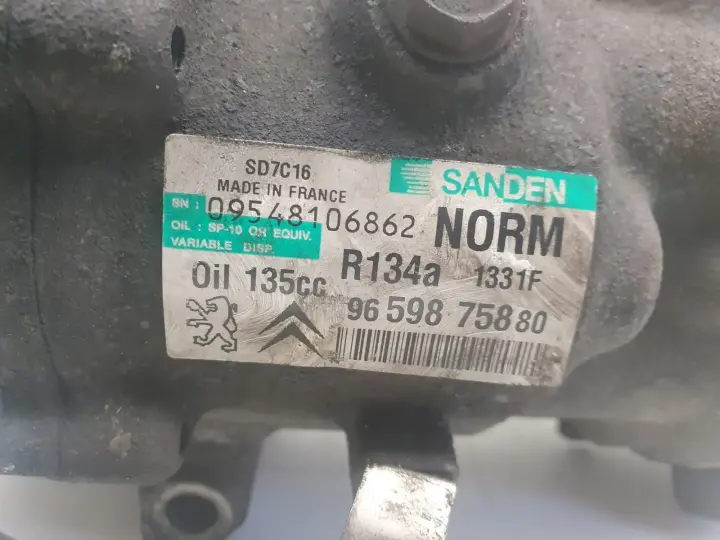 SD7C16
MADE IN FRANCE
SANDEN
SN : 09548106862
NORM
OIL : SP-10 OR EQUIV.
VARIABLE DISP.
Oil 135cc R134a 1331F
96 598 758 80